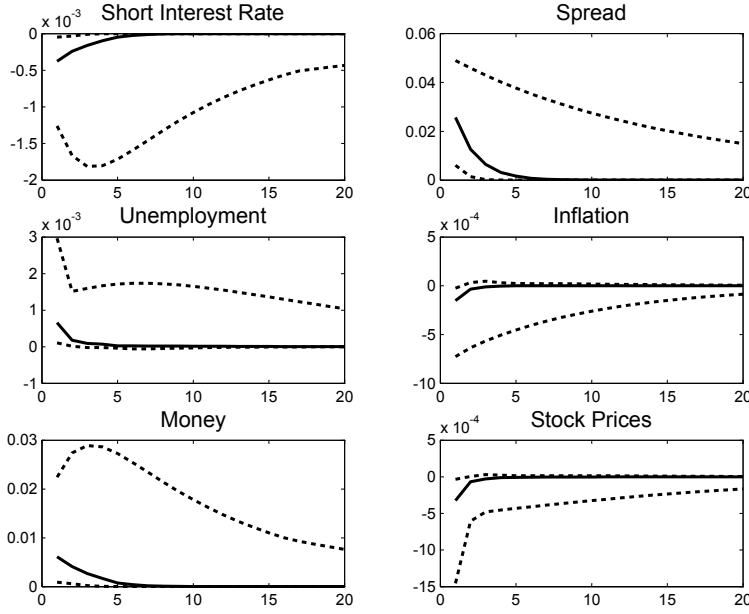 Short Interest Rate
x 10⁻³
0
-0.5
-1
-1.5
-2
0 5 10 15 20
Spread
0.06
0.04
0.02
0
0 5 10 15 20
Unemployment
x 10⁻³
3
2
1
0
-1
0 5 10 15 20
Inflation
x 10⁻⁴
5
0
-5
-10
0 5 10 15 20
Money
0.03
0.02
0.01
0
0 5 10 15 20
Stock Prices
x 10⁻⁴
5
0
-5
-10
-15
0 5 10 15 20